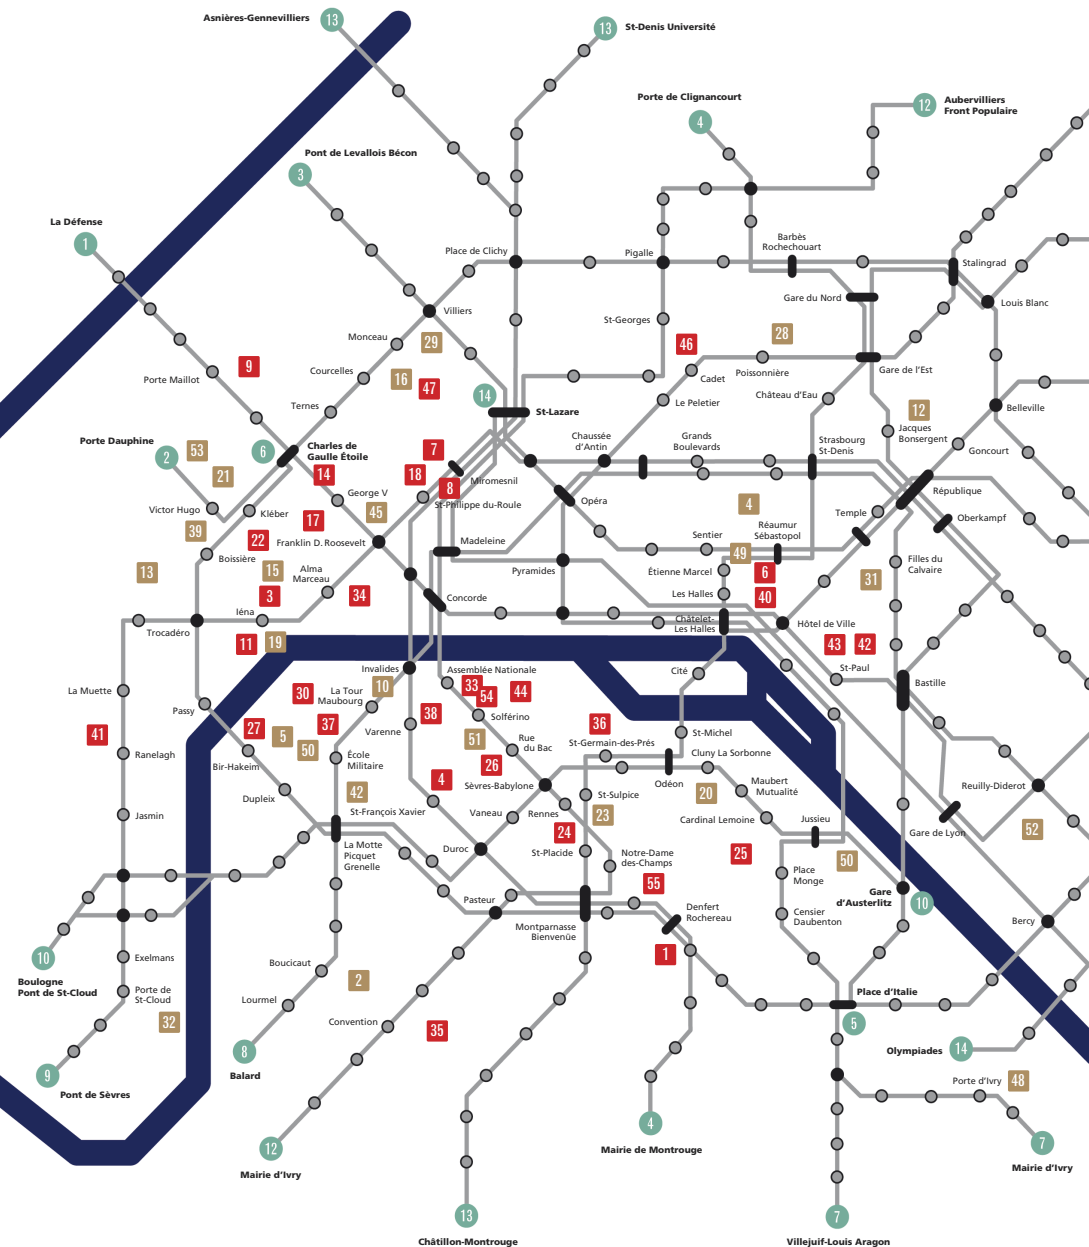 Asnières-Gennevilliers
13
13
St-Denis Université
Porte de Clignancourt
4
12
Aubervilliers
Front Populaire
Pont de Levallois Bécon
3
La Défense
1
Place de Clichy
Pigalle
Barbès
Rochechouart
Stalingrad
Gare du Nord
Louis Blanc
Villiers
St-Georges
Monceau
29
46
28
Porte Maillot
9
Courcelles
16
47
Cadet
Poissonnière
Gare de l'Est
Ternes
14
St-Lazare
Le Peletier
Château d'Eau
12
Belleville
Porte Dauphine
2
53
6
Charles de
Gaulle Étoile
7
Chaussée
d'Antin
Grands
Boulevards
Strasbourg
St-Denis
Jacques
Bonsergent
Goncourt
21
14
18
8
Miromesnil
George V
St-Philippe du-Roule
Opéra
République
Victor Hugo
Kléber
17
45
4
Temple
Oberkampf
39
22
Franklin D. Roosevelt
Madeleine
Sentier
Réaumur
Sébastopol
49
Boissière
13
15
Alma
Marceau
Pyramides
Étienne Marcel
6
Filles du
Calvaire
31
3
34
Concorde
Les Halles
40
Iéna
Châtelet-
Les Halles
Hôtel de Ville
Trocadéro
11
19
43
42
Invalides
Assemblée Nationale
Cité
St-Paul
Bastille
La Muette
30
La Tour
Maubourg
10
33
54
44
Passy
37
38
Solférino
36
St-Michel
41
27
5
50
Varenne
51
Rue
du Bac
St-Germain-des-Prés
Cluny La Sorbonne
Ranelagh
Bir-Hakeim
École
Militaire
26
Odéon
Maubert
Mutualité
Reuilly-Diderot
Dupleix
42
4
Sèvres-Babylone
St-Sulpice
20
Jasmin
St-François Xavier
Vaneau
Rennes
23
Cardinal Lemoine
Jussieu
Gare de Lyon
52
La Motte
Picquet
Grenelle
Duroc
24
St-Placide
Notre-Dame
des-Champs
25
50
Place
Monge
55
Gare
d'Austerlitz
10
Pasteur
Denfert
Rochereau
Censier
Daubenton
Bercy
Montparnasse
Bienvenüe
10
Exelmans
Boucicaut
1
Boulogne
Pont de St-Cloud
Porte de
St-Cloud
2
Place d'Italie
Lourmel
32
Convention
35
5
8
Olympiades
14
9
Balard
Pont de Sèvres
Porte d'Ivry
48
4
12
Mairie de Montrouge
7
Mairie d'Ivry
Mairie d'Ivry
13
7
Châtillon-Montrouge
Villejuif-Louis Aragon